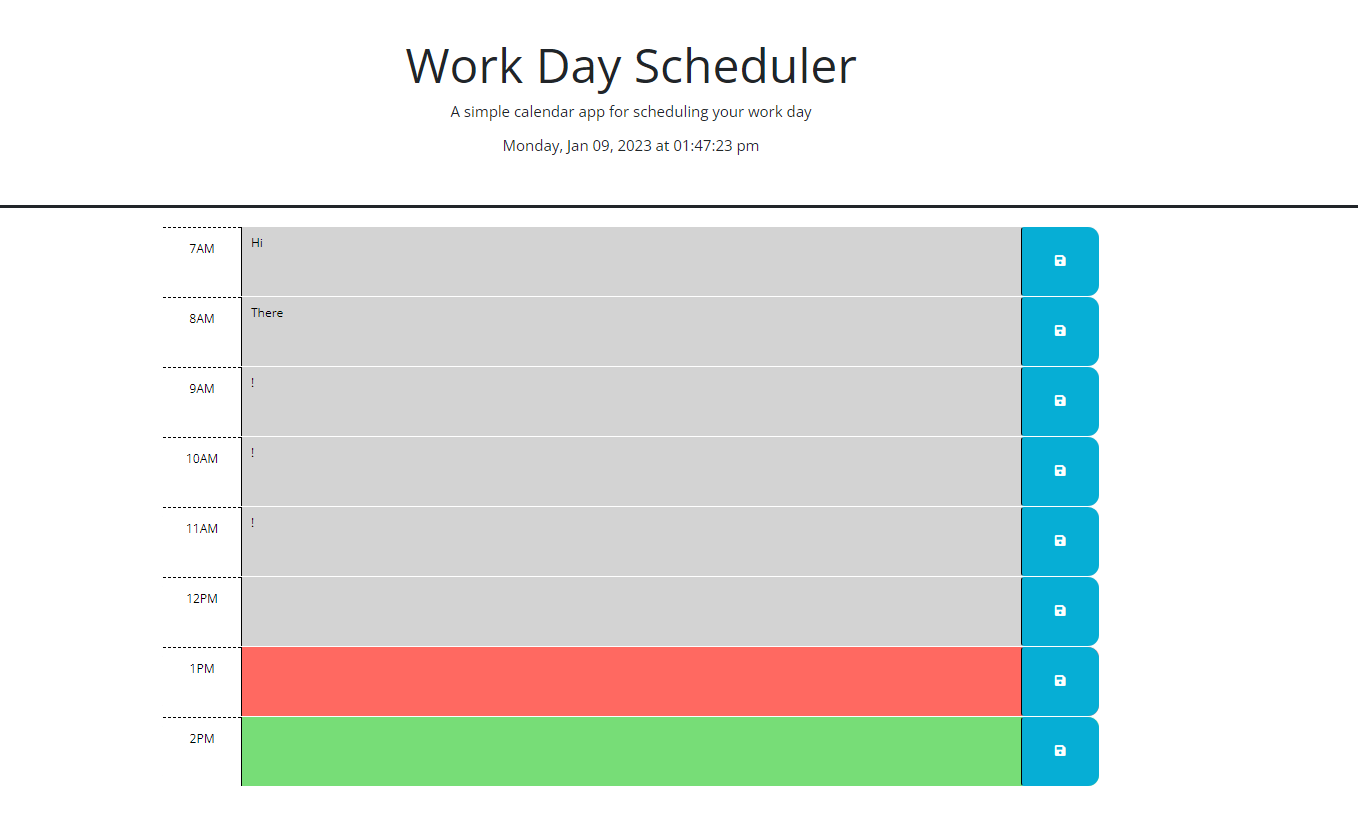 Work Day Scheduler
A simple calendar app for scheduling your work day
Monday, Jan 09, 2023 at 01:47:23 pm
7AM Hi
8AM There
9AM !
10AM !
11AM !
12PM
1PM
2PM